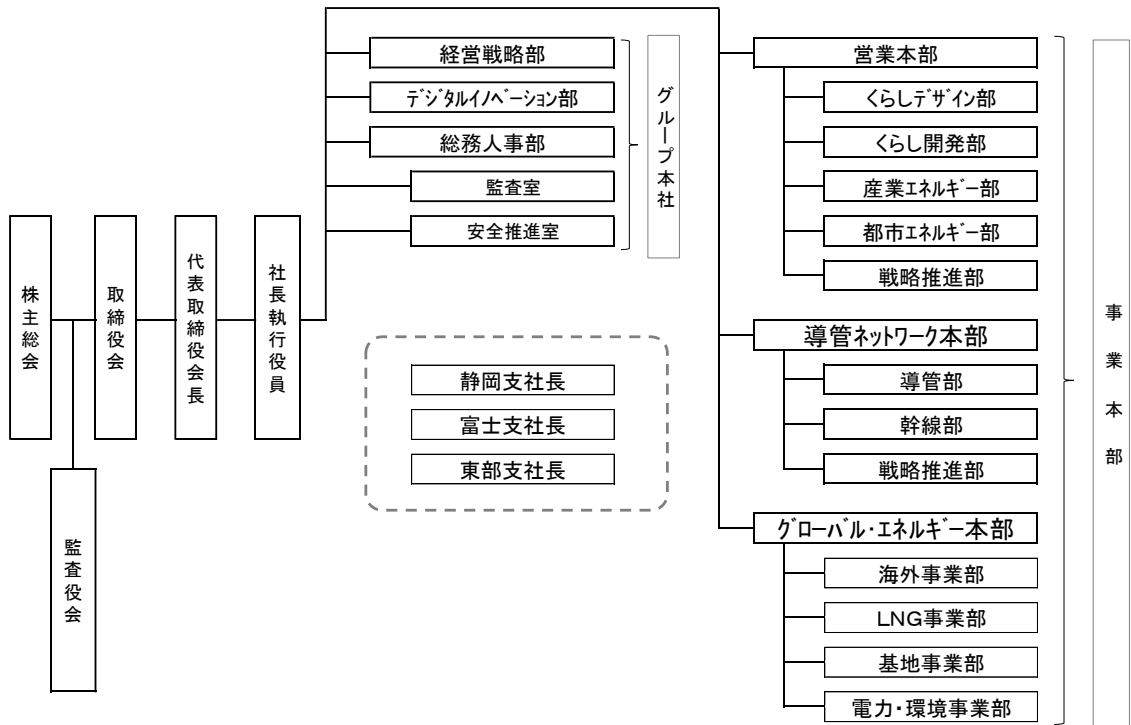 株主総会
監査役会
取締役会
代表取締役会長
社長執行役員
経営戦略部
ﾃﾞｼﾞﾀﾙｲﾉﾍﾞｰｼｮﾝ部
総務人事部
監査室
安全推進室
グループ本社
静岡支社長
富士支社長
東部支社長
営業本部
くらしﾃﾞｻﾞｲﾝ部
くらし開発部
産業ｴﾈﾙｷﾞｰ部
都市ｴﾈﾙｷﾞｰ部
戦略推進部
導管ﾈｯﾄﾜｰｸ本部
導管部
幹線部
戦略推進部
ｸﾞﾛｰﾊﾞﾙ・ｴﾈﾙｷﾞｰ本部
海外事業部
ＬＮＧ事業部
基地事業部
電力・環境事業部
事業本部